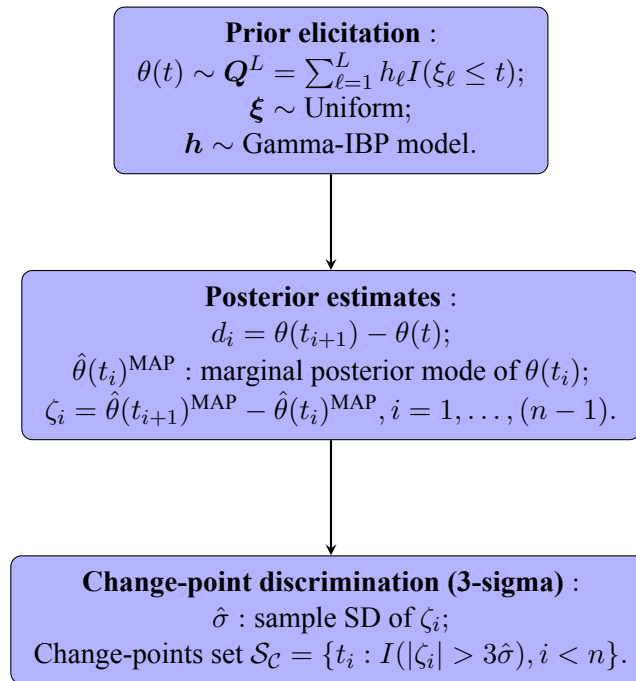 Prior elicitation :
θ(t) ∼ Q^L = ∑_{ℓ=1}^{L} h_ℓ I(ξ_ℓ ≤ t);
ξ ∼ Uniform;
h ∼ Gamma-IBP model.
Posterior estimates :
d_i = θ(t_{i+1}) − θ(t);
θ̂(t_i)^{MAP} : marginal posterior mode of θ(t_i);
ζ_i = θ̂(t_{i+1})^{MAP} − θ̂(t_i)^{MAP}, i = 1, . . . , (n − 1).
Change-point discrimination (3-sigma) :
σ̂ : sample SD of ζ_i;
Change-points set S_C = {t_i : I(|ζ_i| > 3σ̂), i < n}.